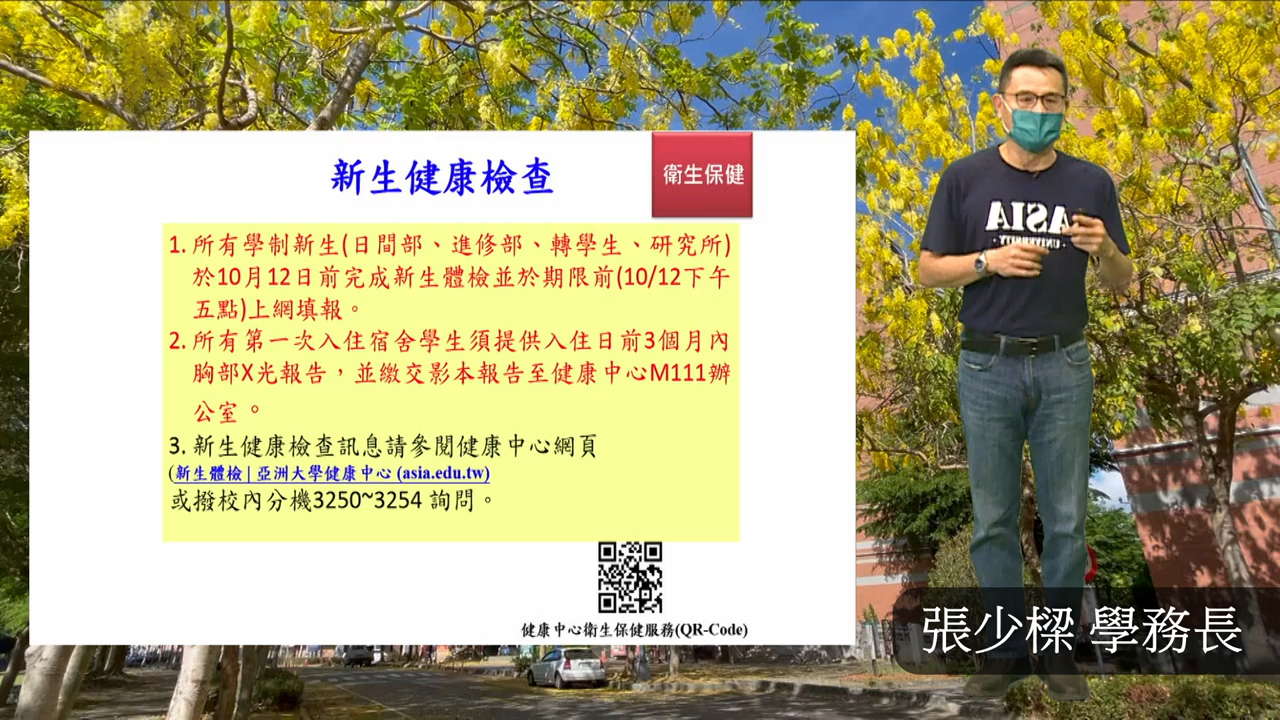 新生健康檢查
衛生保健
1. 所有學制新生(日間部、進修部、轉學生、研究所)
於10月12日前完成新生體檢並於期限前(10/12下午
五點)上網填報。
2. 所有第一次入住宿舍學生須提供入住日前3個月內
胸部X光報告，並繳交影本報告至健康中心M111辦
公室。
3. 新生健康檢查訊息請參閱健康中心網頁
(新生體檢 | 亞洲大學健康中心 (asia.edu.tw)
或撥校內分機3250~3254 詢問。
健康中心衛生保健服務(QR-Code)
ASIA
· UNIVERSITY ·
張少樑 學務長